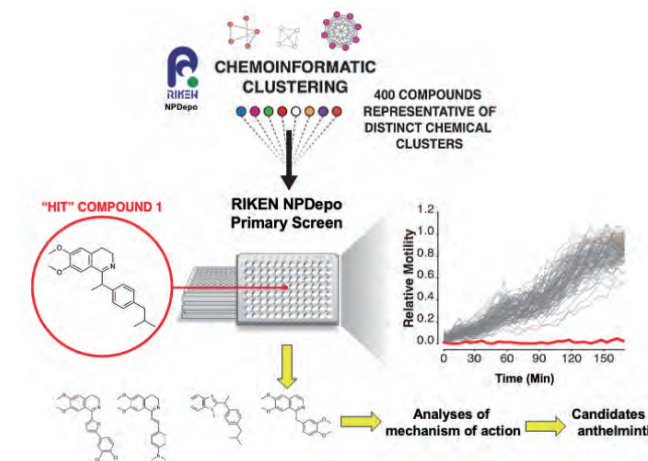 RIKEN
NPDepo
CHEMOINFORMATIC
CLUSTERING
400 COMPOUNDS
REPRESENTATIVE OF
DISTINCT CHEMICAL
CLUSTERS
"HIT" COMPOUND 1
RIKEN NPDepo
Primary Screen
Relative Motility
1.2
1.0
0.8
0.6
0.4
0.2
0.0
0 30 60 90 120 150
Time (Min)
Analyses of
mechanism of action
Candidates
anthelminti